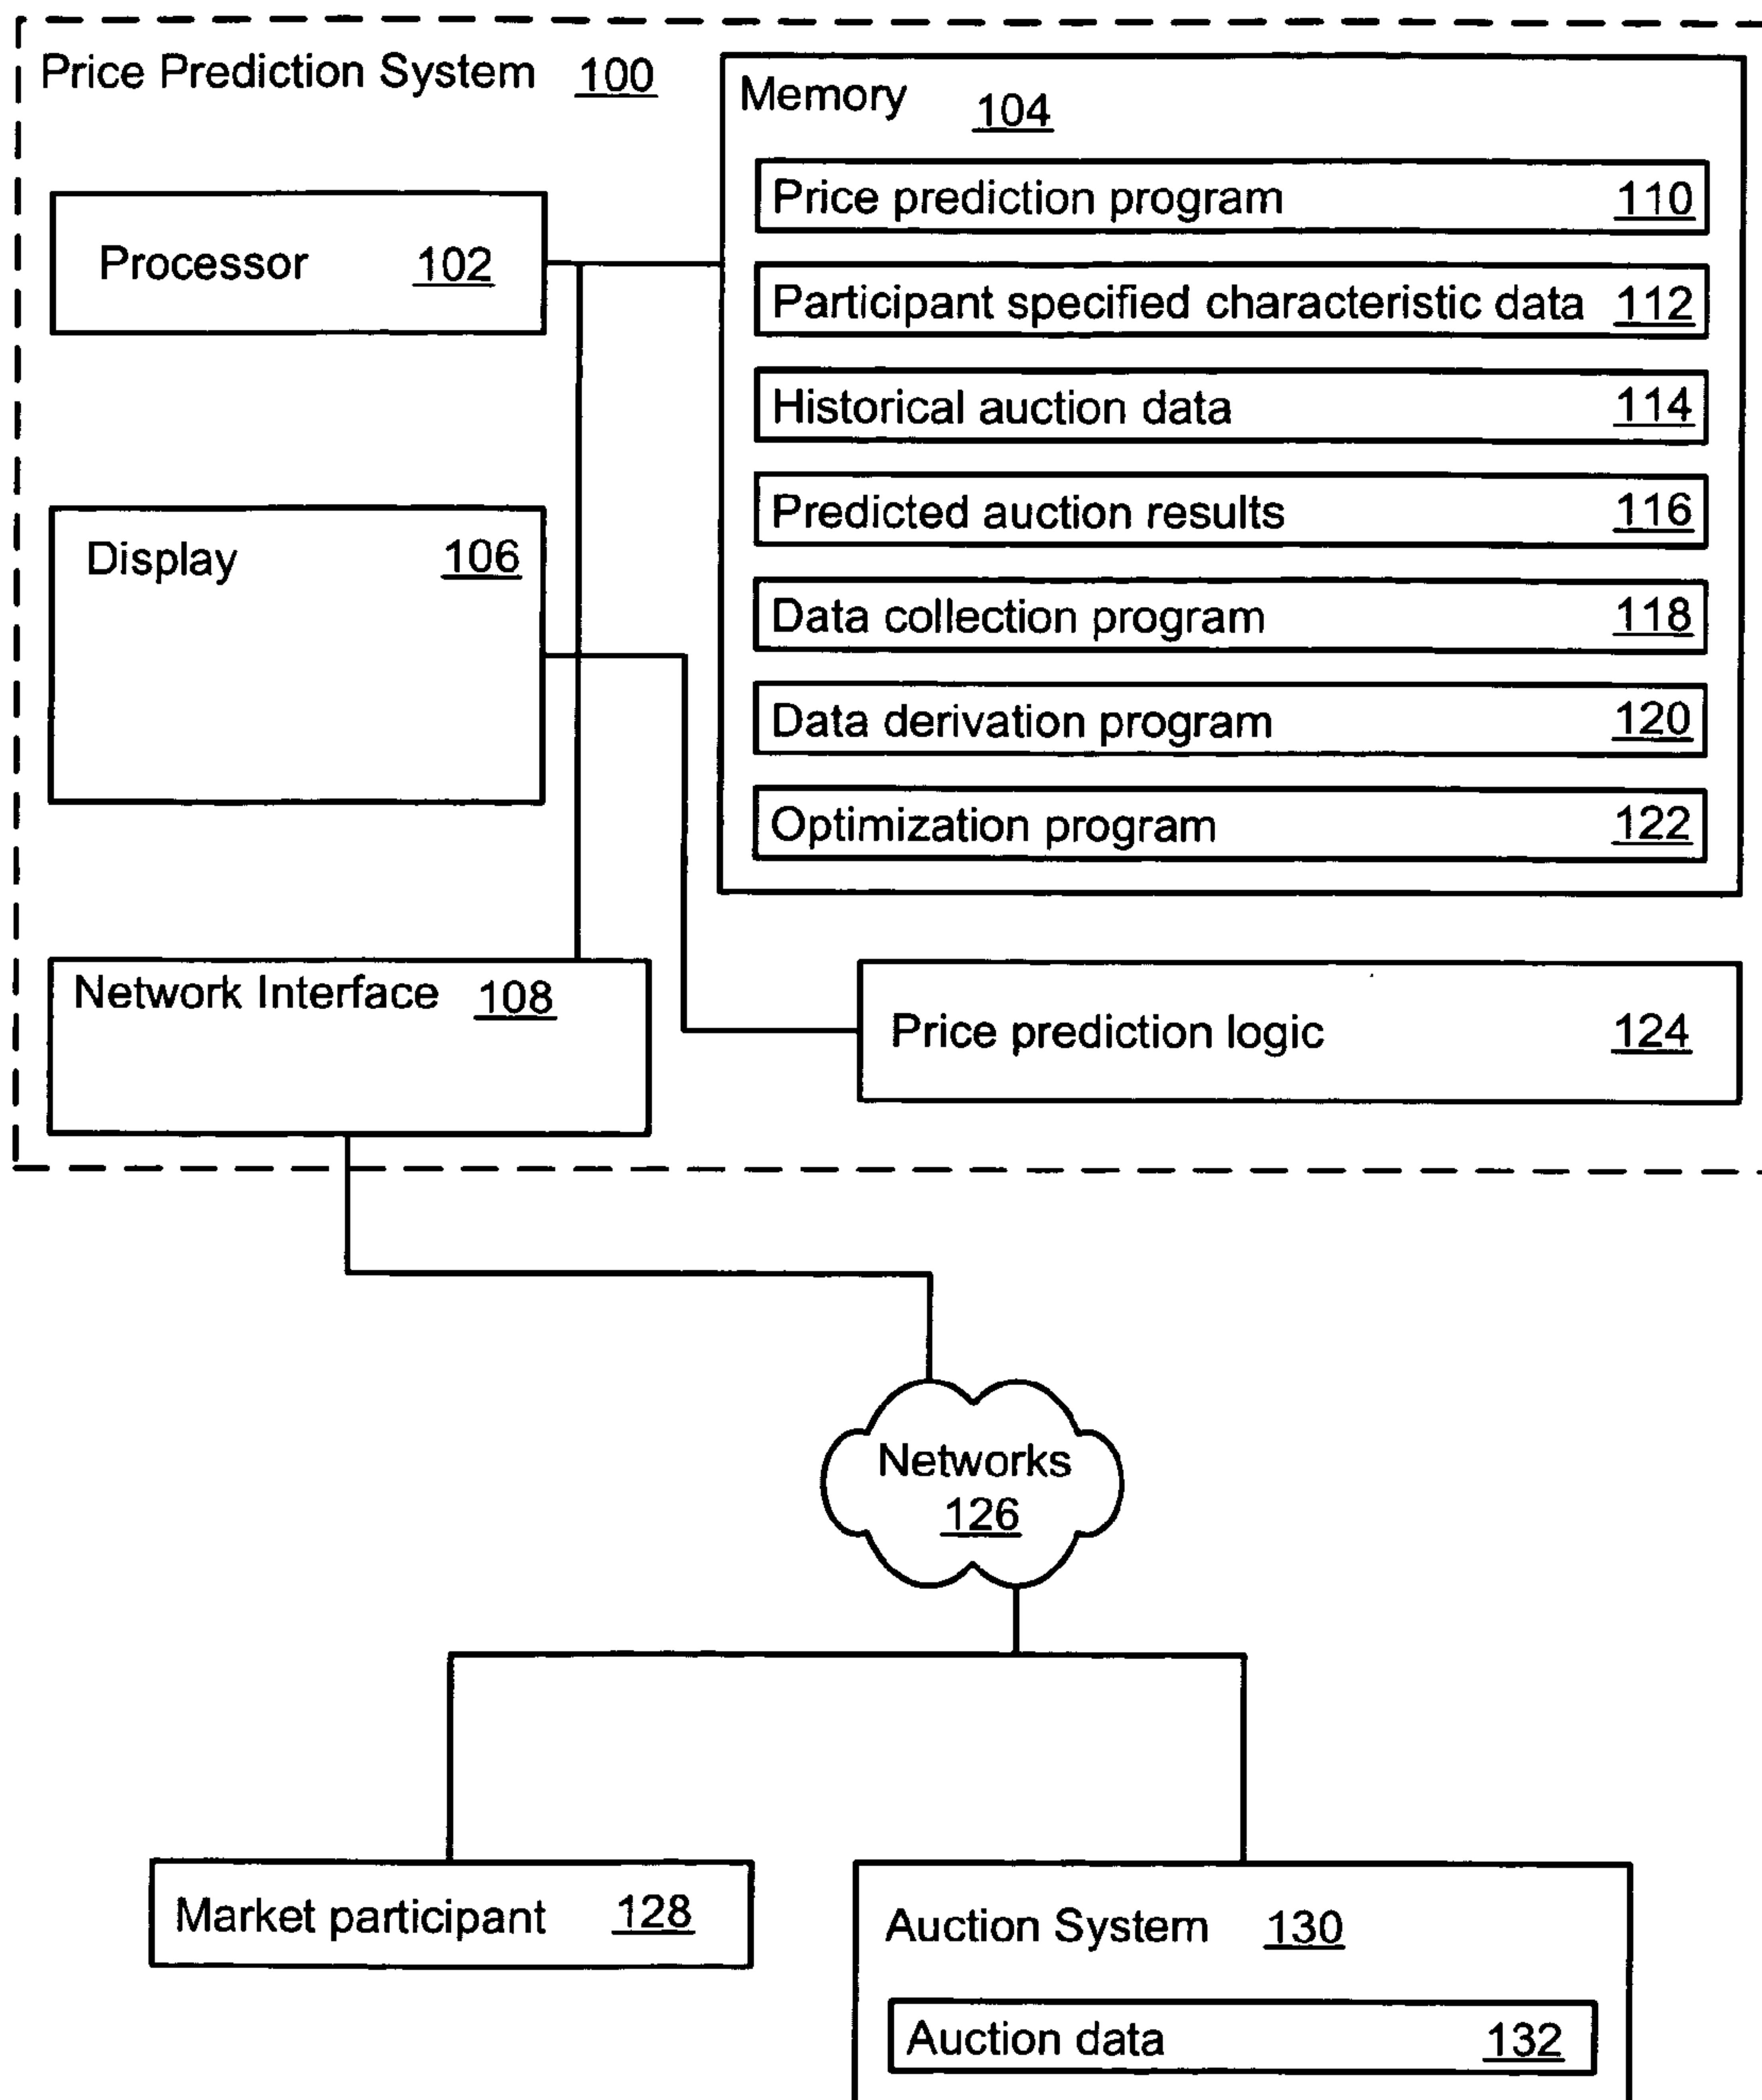 Price Prediction System 100
Memory 104
Price prediction program 110
Processor 102
Participant specified characteristic data 112
Historical auction data 114
Predicted auction results 116
Display 106
Data collection program 118
Data derivation program 120
Optimization program 122
Network Interface 108
Price prediction logic 124
Networks
126
Market participant 128
Auction System 130
Auction data 132